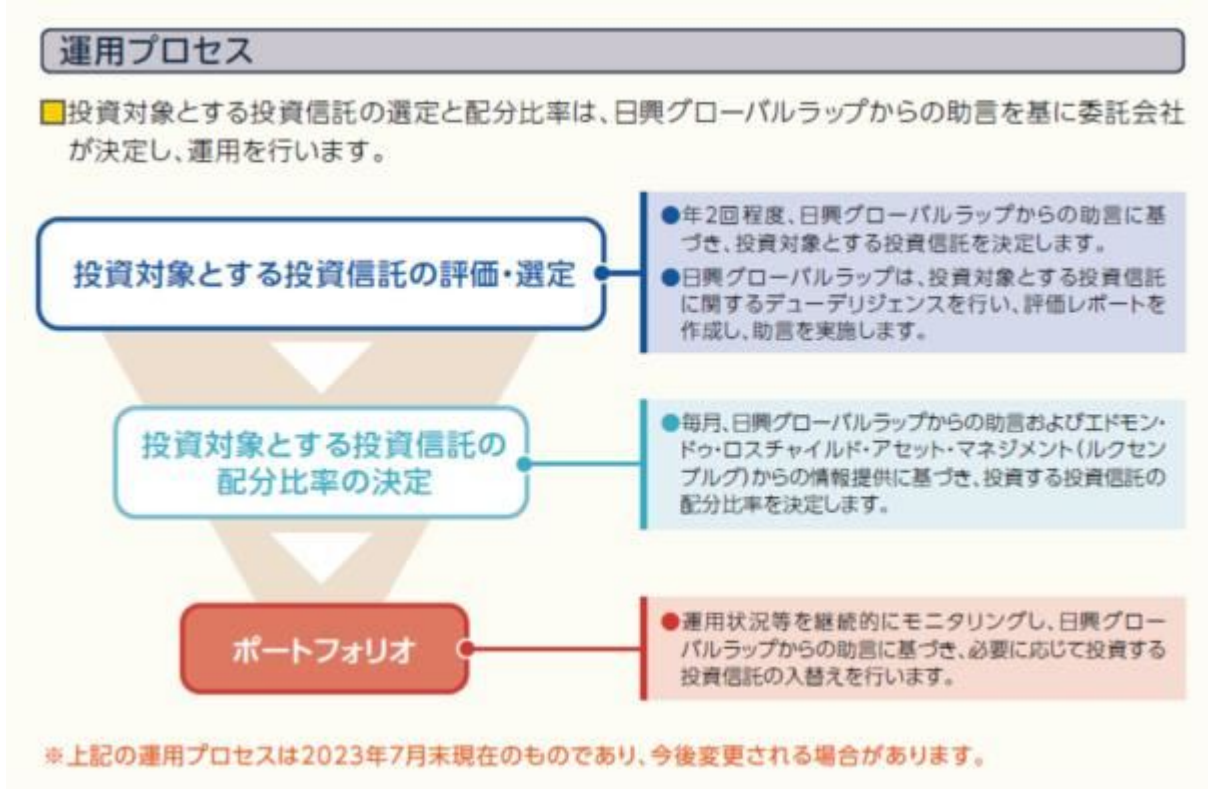 運用プロセス
投資対象とする投資信託の選定と配分比率は、日興グローバルラップからの助言を基に委託会社
が決定し、運用を行います。
投資対象とする投資信託の評価・選定
●年2回程度、日興グローバルラップからの助言に基
づき、投資対象とする投資信託を決定します。
●日興グローバルラップは、投資対象とする投資信託
に関するデューデリジェンスを行い、評価レポートを
作成し、助言を実施します。
投資対象とする投資信託の
配分比率の決定
●毎月、日興グローバルラップからの助言およびエドモン・
ドゥ・ロスチャイルド・アセット・マネジメント(ルクセン
ブルグ)からの情報提供に基づき、投資する投資信託の
配分比率を決定します。
ポートフォリオ
●運用状況等を継続的にモニタリングし、日興グロー
バルラップからの助言に基づき、必要に応じて投資する
投資信託の入替えを行います。
※上記の運用プロセスは2023年7月末現在のものであり、今後変更される場合があります。